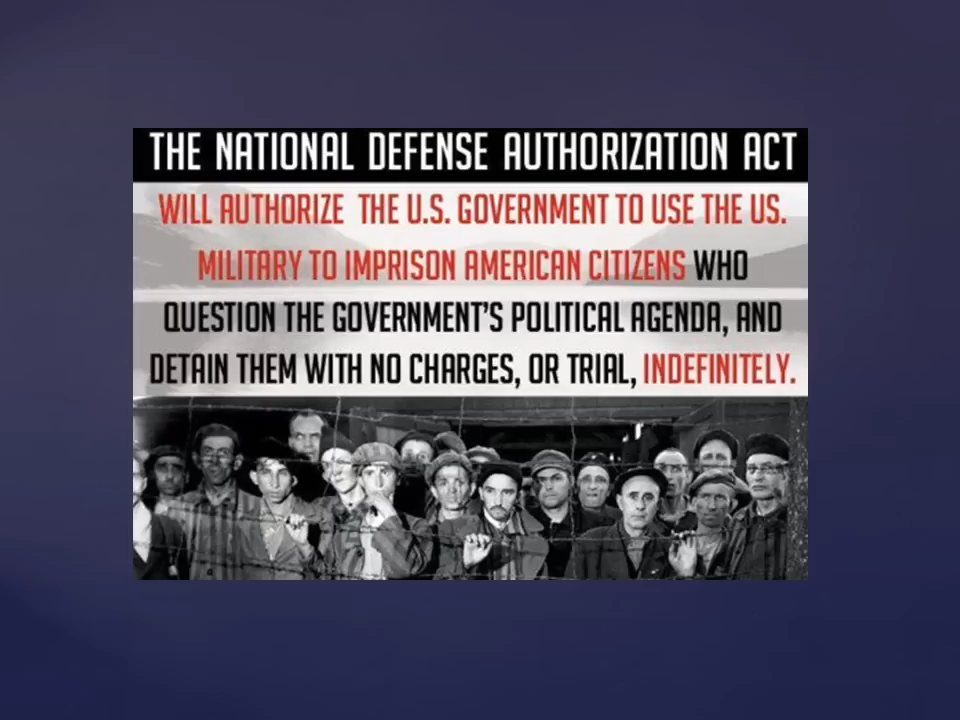 THE NATIONAL DEFENSE AUTHORIZATION ACT
WILL AUTHORIZE THE U.S. GOVERNMENT TO USE THE US.
MILITARY TO IMPRISON AMERICAN CITIZENS WHO
QUESTION THE GOVERNMENT'S POLITICAL AGENDA, AND
DETAIN THEM WITH NO CHARGES, OR TRIAL, INDEFINITELY.